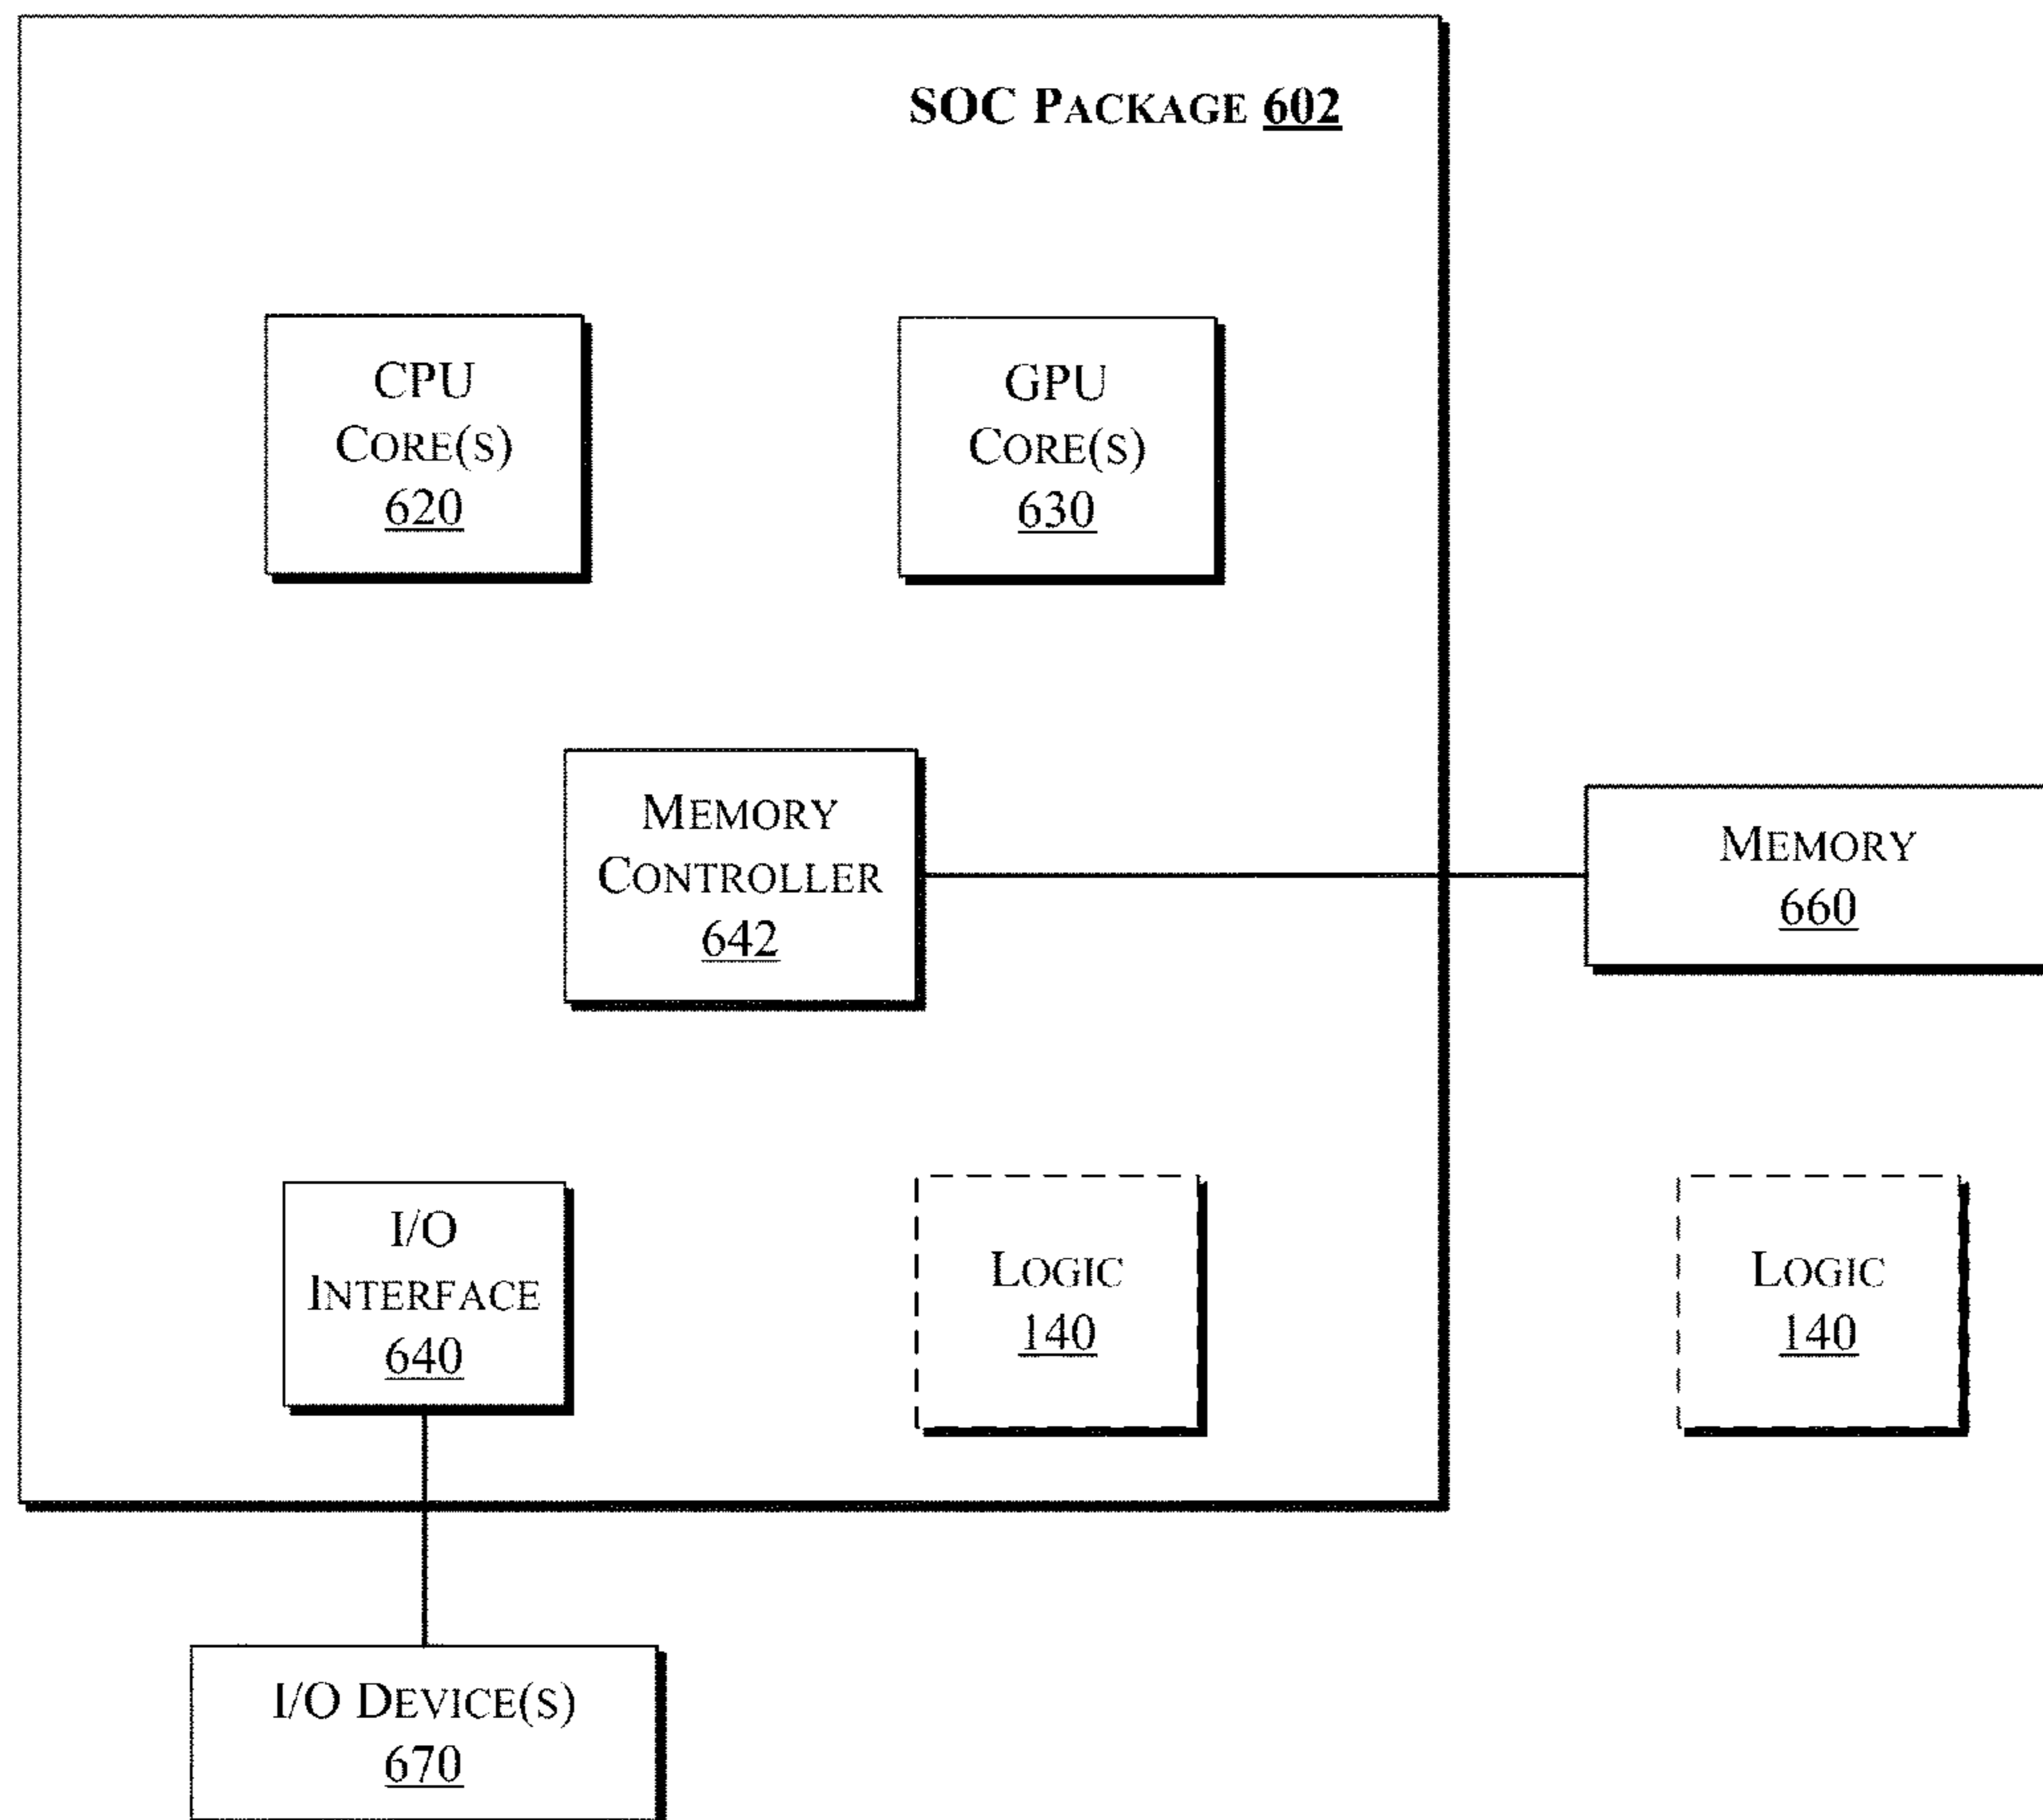 SOC PACKAGE 602
CPU
CORE(S)
620
GPU
CORE(S)
630
MEMORY
CONTROLLER
642
MEMORY
660
I/O
INTERFACE
640
LOGIC
140
LOGIC
140
I/O DEVICE(S)
670